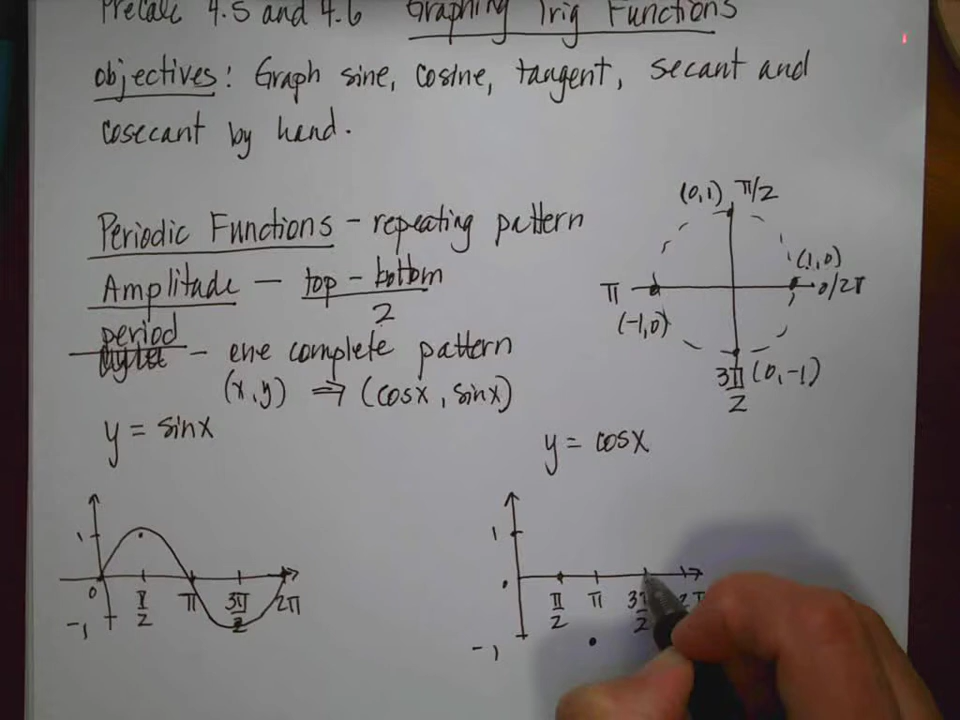 Precalc 4.5 and 4.6 Graphing Trig Functions
objectives: Graph sine, cosine, tangent, secant and
cosecant by hand.
Periodic Functions - repeating pattern
Amplitude - top - bottom
2
period
- one complete pattern
(x,y) ⇒ (cosx, sinx)
(0,1) π/2
(1,0)
π 0/2π
(-1,0)
3π/2 (0,-1)
y = sinx
1
0 π/2 π 3π/2 2π
-1
y = cosx
1
π/2 π 3π/2 2π
-1